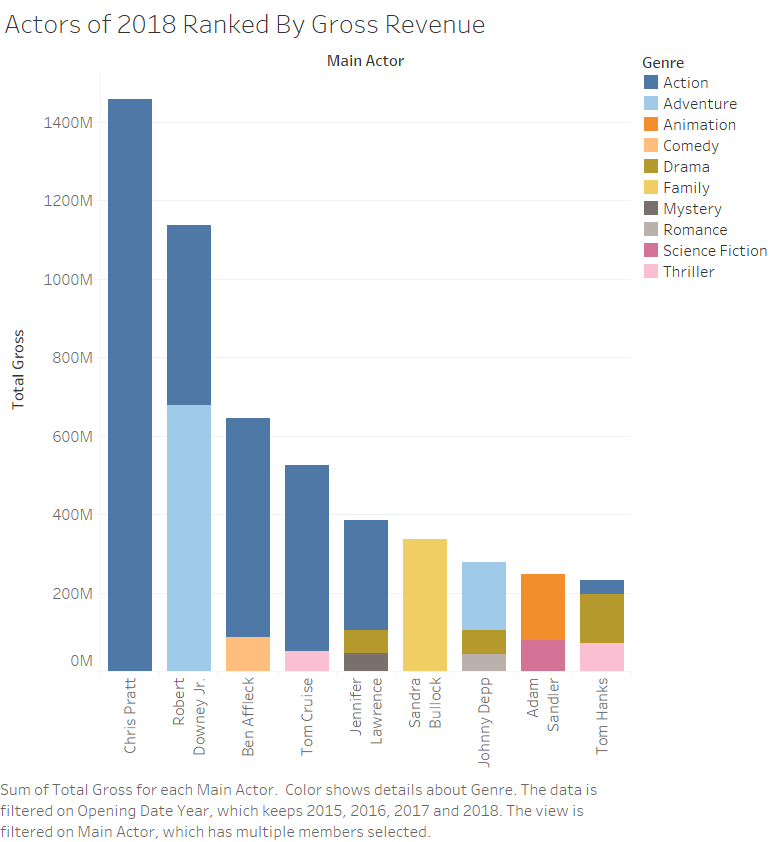 Actors of 2018 Ranked By Gross Revenue
Main Actor
Genre
Action
Adventure
Animation
Comedy
Drama
Family
Mystery
Romance
Science Fiction
Thriller
Total Gross
1400M
1200M
1000M
800M
600M
400M
200M
0M
Chris Pratt
Robert
Downey Jr.
Ben Affleck
Tom Cruise
Jennifer
Lawrence
Sandra
Bullock
Johnny Depp
Adam
Sandler
Tom Hanks
Sum of Total Gross for each Main Actor.  Color shows details about Genre. The data is
filtered on Opening Date Year, which keeps 2015, 2016, 2017 and 2018. The view is
filtered on Main Actor, which has multiple members selected.